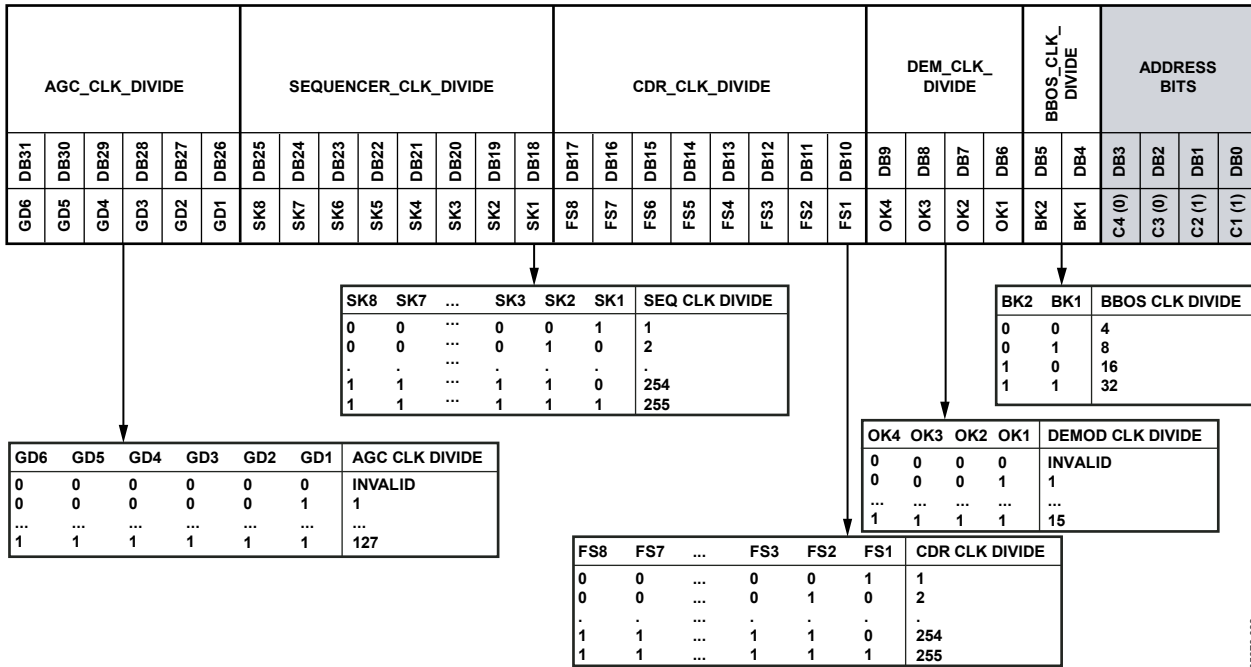 AGC_CLK_DIVIDE SEQUENCER_CLK_DIVIDE CDR_CLK_DIVIDE DEM_CLK_ DIVIDE BBOS_CLK_ DIVIDE ADDRESS BITS
DB31 DB30 DB29 DB28 DB27 DB26 DB25 DB24 DB23 DB22 DB21 DB20 DB19 DB18 DB17 DB16 DB15 DB14 DB13 DB12 DB11 DB10 DB9 DB8 DB7 DB6 DB5 DB4 DB3 DB2 DB1 DB0
GD6 GD5 GD4 GD3 GD2 GD1 SK8 SK7 SK6 SK5 SK4 SK3 SK2 SK1 FS8 FS7 FS6 FS5 FS4 FS3 FS2 FS1 OK4 OK3 OK2 OK1 BK2 BK1 C4 (0) C3 (0) C2 (1) C1 (1)
SK8 SK7 ... SK3 SK2 SK1 SEQ CLK DIVIDE
0 0 ... 0 0 1 1
0 0 ... 0 1 0 2
. . ... . . . .
1 1 ... 1 1 0 254
1 1 ... 1 1 1 255
BK2 BK1 BBOS CLK DIVIDE
0 0 4
0 1 8
1 0 16
1 1 32
GD6 GD5 GD4 GD3 GD2 GD1 AGC CLK DIVIDE
0 0 0 0 0 0 INVALID
0 0 0 0 0 1 1
... ... ... ... ... ... ...
1 1 1 1 1 1 127
OK4 OK3 OK2 OK1 DEMOD CLK DIVIDE
0 0 0 0 INVALID
0 0 0 1 1
... ... ... ... ...
1 1 1 1 15
FS8 FS7 ... FS3 FS2 FS1 CDR CLK DIVIDE
0 0 ... 0 0 1 1
0 0 ... 0 1 0 2
. . ... . . . .
1 1 ... 1 1 0 254
1 1 ... 1 1 1 255